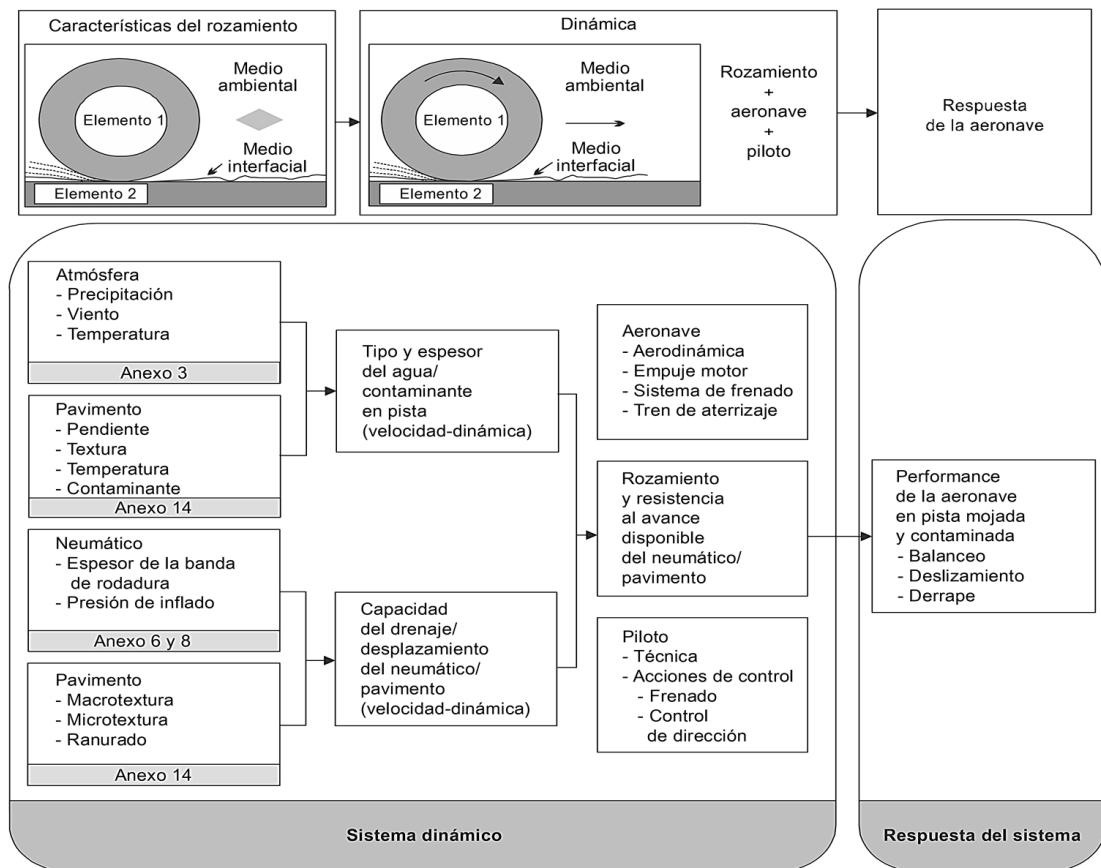 Características del rozamiento
Medio
ambiental
Elemento 1
Medio
interfacial
Elemento 2
Dinámica
Medio
ambiental
Elemento 1
Medio
interfacial
Elemento 2
Rozamiento
+
aeronave
+
piloto
Respuesta
de la aeronave
Atmósfera
- Precipitación
- Viento
- Temperatura
Anexo 3
Pavimento
- Pendiente
- Textura
- Temperatura
- Contaminante
Anexo 14
Neumático
- Espesor de la banda
de rodadura
- Presión de inflado
Anexo 6 y 8
Pavimento
- Macrotextura
- Microtextura
- Ranurado
Anexo 14
Tipo y espesor
del agua/
contaminante
en pista
(velocidad-dinámica)
Capacidad
del drenaje/
desplazamiento
del neumático/
pavimento
(velocidad-dinámica)
Aeronave
- Aerodinámica
- Empuje motor
- Sistema de frenado
- Tren de aterrizaje
Rozamiento
y resistencia
al avance
disponible
del neumático/
pavimento
Piloto
- Técnica
- Acciones de control
- Frenado
- Control
de dirección
Performance
de la aeronave
en pista mojada
y contaminada
- Balanceo
- Deslizamiento
- Derrape
Sistema dinámico
Respuesta del sistema